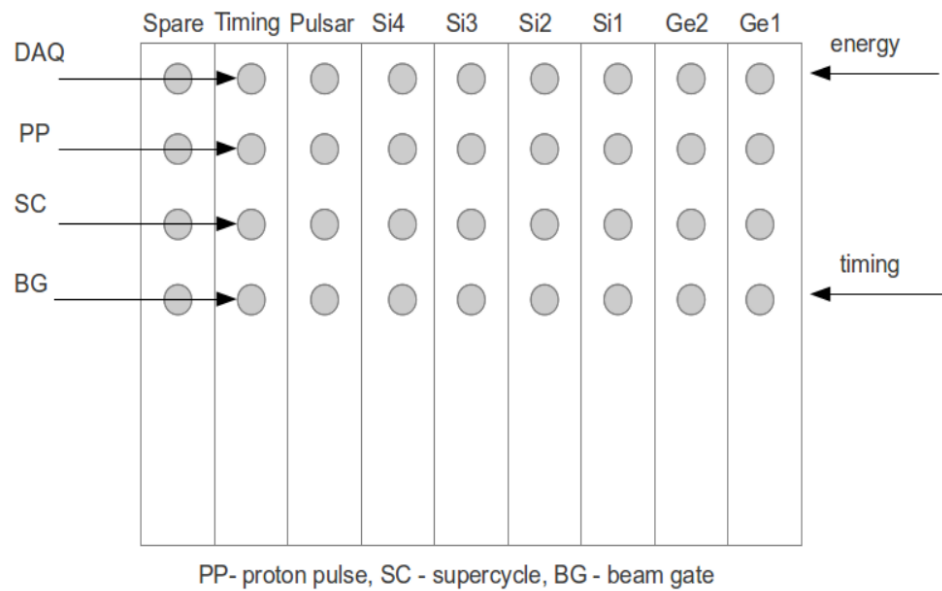 Spare Timing Pulsar Si4 Si3 Si2 Si1 Ge2 Ge1
DAQ
energy
PP
SC
BG
timing
PP- proton pulse, SC - supercycle, BG - beam gate